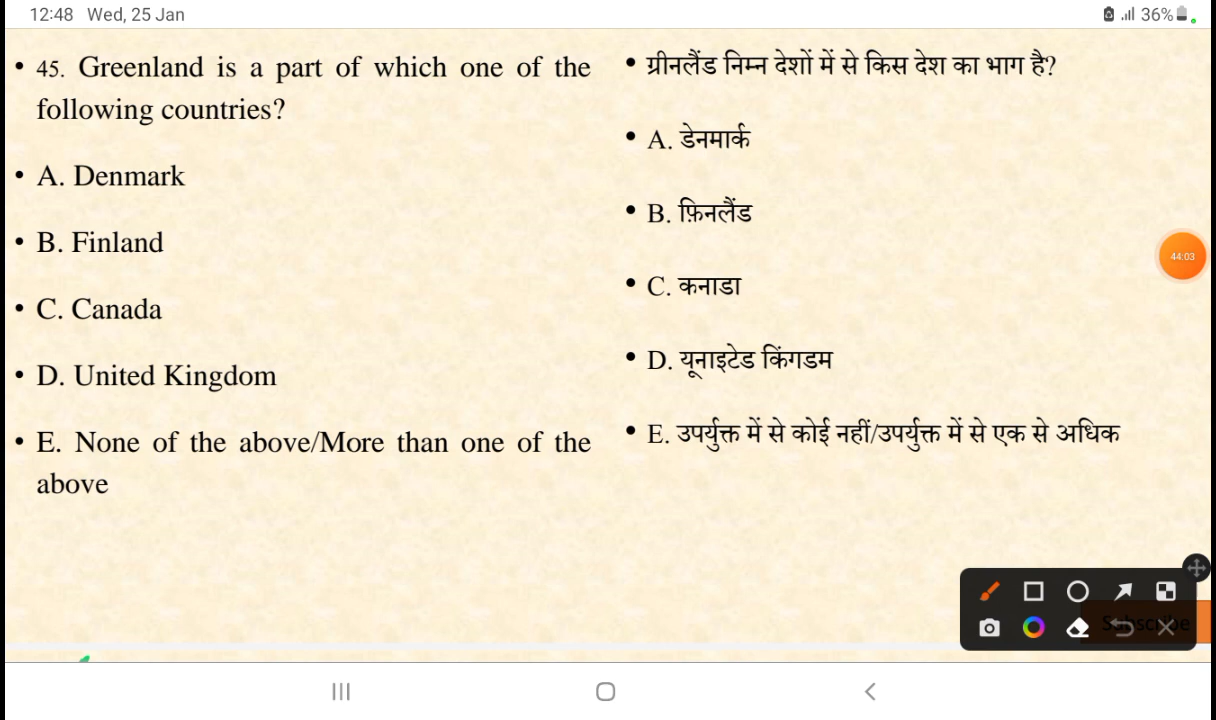 12:48 Wed, 25 Jan
36%
• 45. Greenland is a part of which one of the
following countries?
• A. Denmark
• B. Finland
• C. Canada
• D. United Kingdom
• E. None of the above/More than one of the
above
• ग्रीनलैंड निम्न देशों में से किस देश का भाग है?
• A. डेनमार्क
• B. फ़िनलैंड
• C. कनाडा
• D. यूनाइटेड किंगडम
• E. उपर्युक्त में से कोई नहीं/उपर्युक्त में से एक से अधिक
44:03
Subscribe